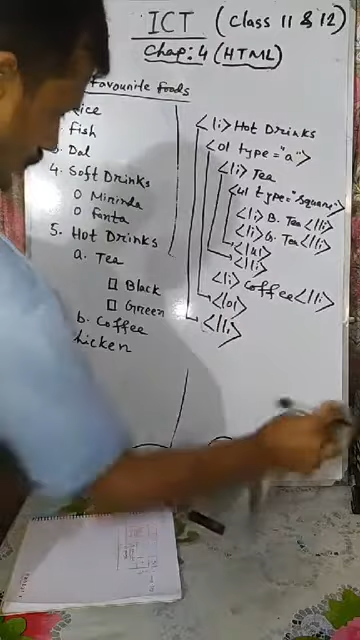 ICT (Class 11 & 12)
Chap: 4 (HTML)
Favourite foods
Rice
Fish
3. Dal
4. Soft Drinks
O Mirinda
O Fanta
5. Hot Drinks
a. Tea
□ Black
□ Green
b. Coffee
hicken
<li> Hot Drinks
<ol type="a">
<li> Tea
<ul type="square">
<li> B. Tea </li>
<li> G. Tea </li>
</ul>
</li>
<li> Coffee </li>
</ol>
</li>